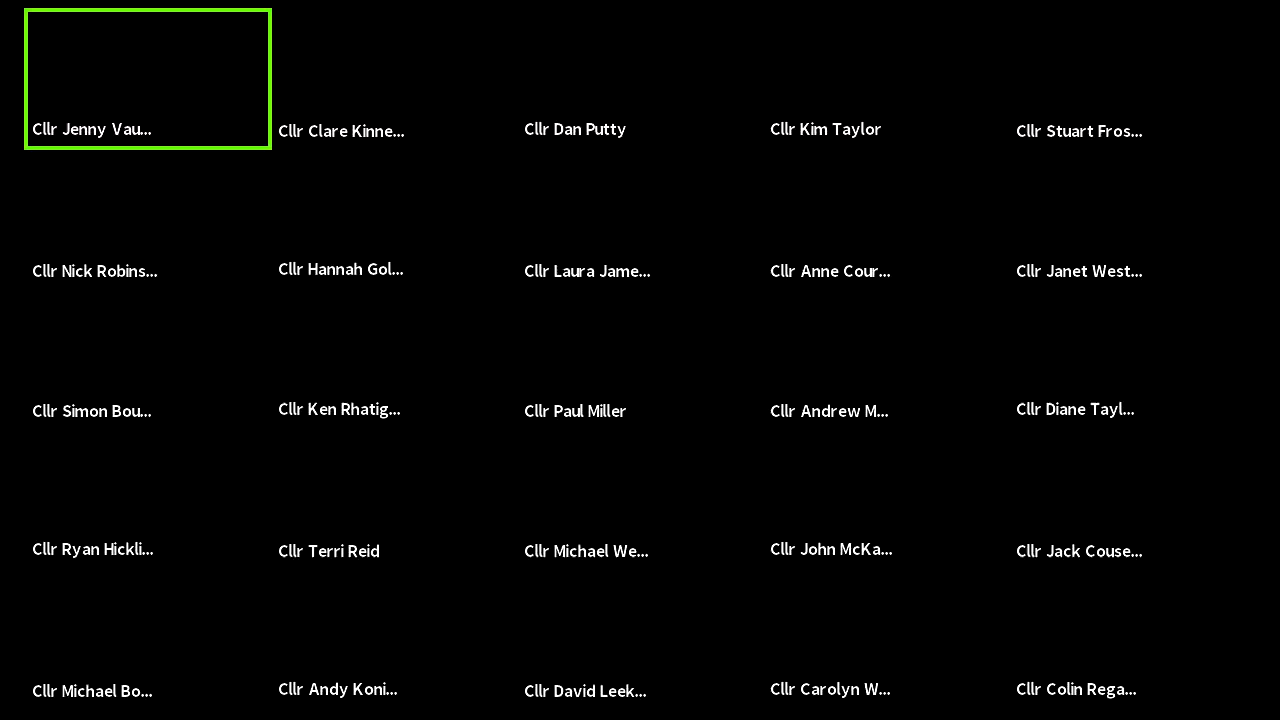 Cllr Jenny Vau...
Cllr Clare Kinne...
Cllr Dan Putty
Cllr Kim Taylor
Cllr Stuart Fros...
Cllr Nick Robins...
Cllr Hannah Gol...
Cllr Laura Jame...
Cllr Anne Cour...
Cllr Janet West...
Cllr Simon Bou...
Cllr Ken Rhatig...
Cllr Paul Miller
Cllr Andrew M...
Cllr Diane Tayl...
Cllr Ryan Hickli...
Cllr Terri Reid
Cllr Michael We...
Cllr John McKa...
Cllr Jack Couse...
Cllr Michael Bo...
Cllr Andy Koni...
Cllr David Leek...
Cllr Carolyn W...
Cllr Colin Rega...